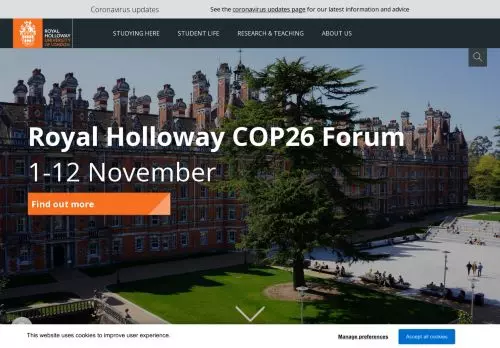 Coronavirus updates
See the coronavirus updates page for our latest information and advice
ROYAL
HOLLOWAY
UNIVERSITY
OF LONDON
STUDYING HERE
STUDENT LIFE
RESEARCH & TEACHING
ABOUT US
Royal Holloway COP26 Forum
1-12 November
Find out more
This website uses cookies to improve user experience.
Manage preferences
Accept all cookies